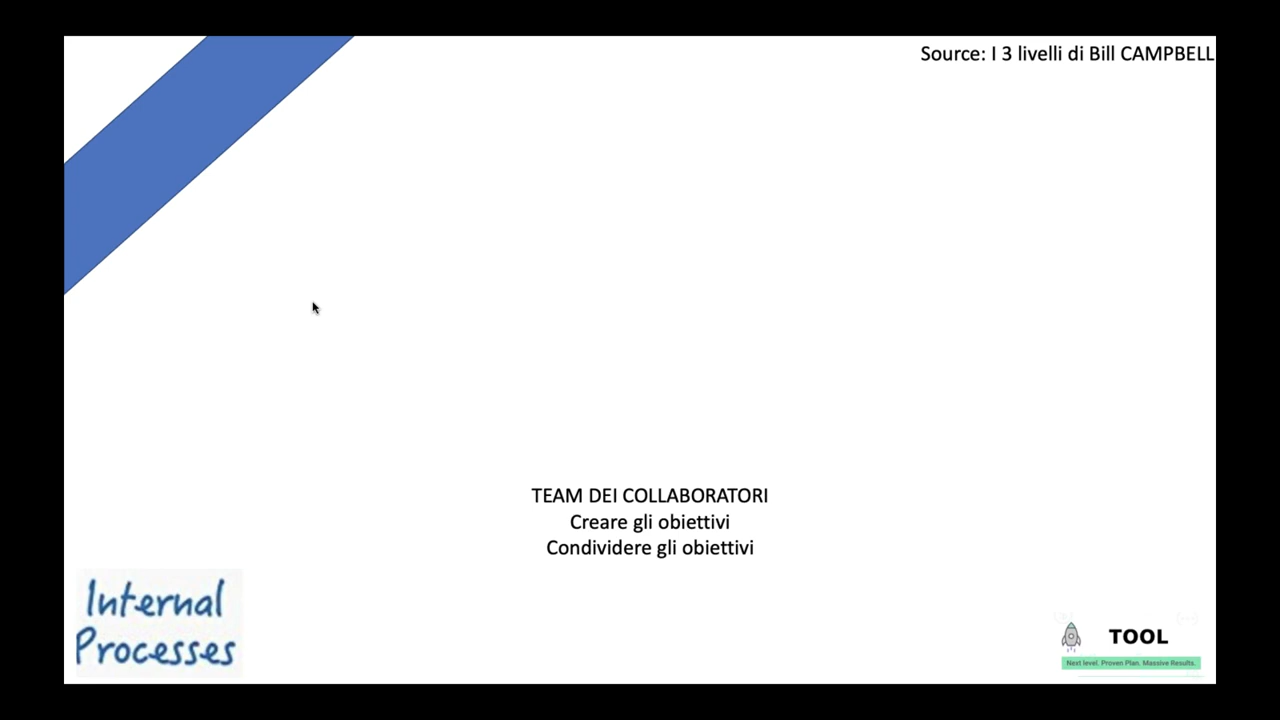 Source: I 3 livelli di Bill CAMPBELL
TEAM DEI COLLABORATORI
Creare gli obiettivi
Condividere gli obiettivi
Internal
Processes
TOOL
Next level. Proven Plan. Massive Results.